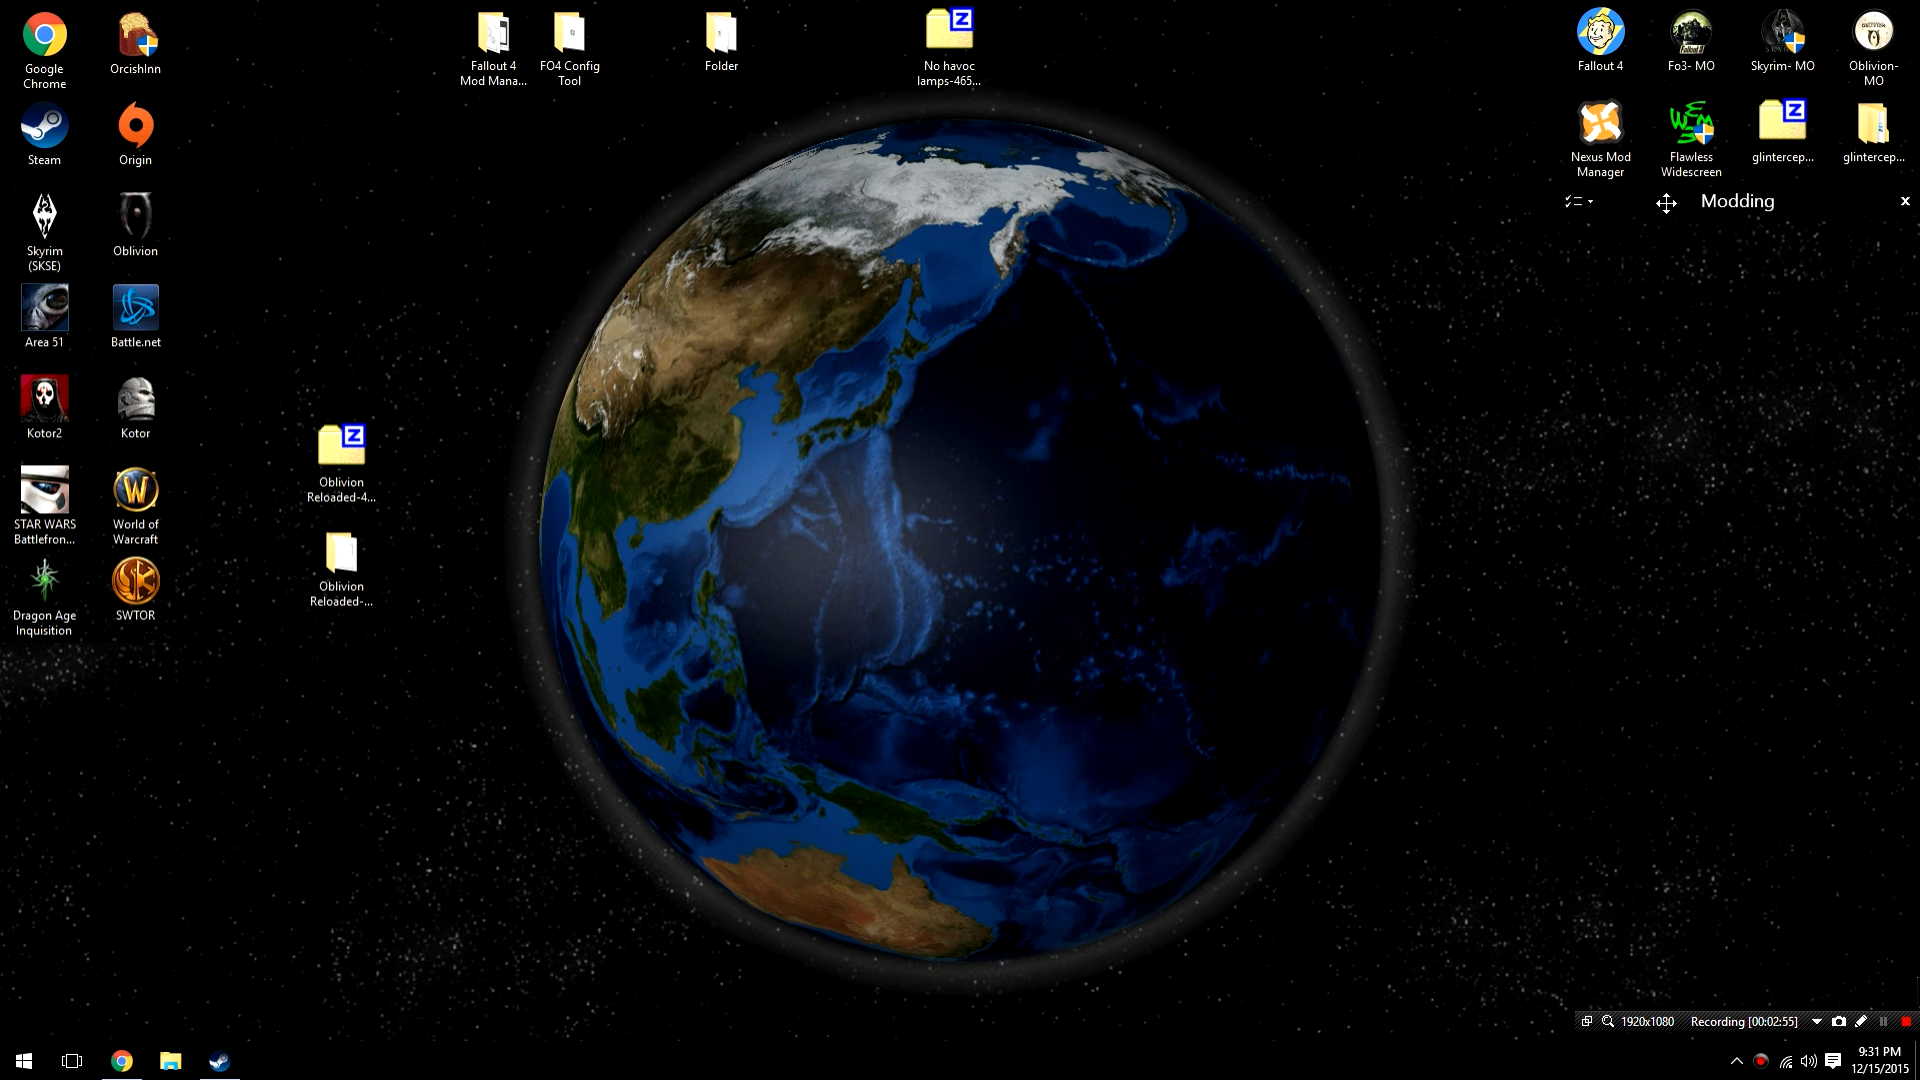 Google
Chrome
OrcishInn
Steam
Origin
Skyrim
(SKSE)
Oblivion
Area 51
Battle.net
Kotor2
Kotor
STAR WARS
Battlefron...
World of
Warcraft
Dragon Age
Inquisition
SWTOR
Oblivion
Reloaded-4...
Oblivion
Reloaded-...
Fallout 4
Mod Mana...
FO4 Config
Tool
Folder
No havoc
lamps-465...
Fallout 4
Fo3- MO
Skyrim- MO
Oblivion-
MO
Nexus Mod
Manager
Flawless
Widescreen
glintercep...
glintercep...
Modding
1920x1080 Recording [00:02:55]
9:31 PM
12/15/2015